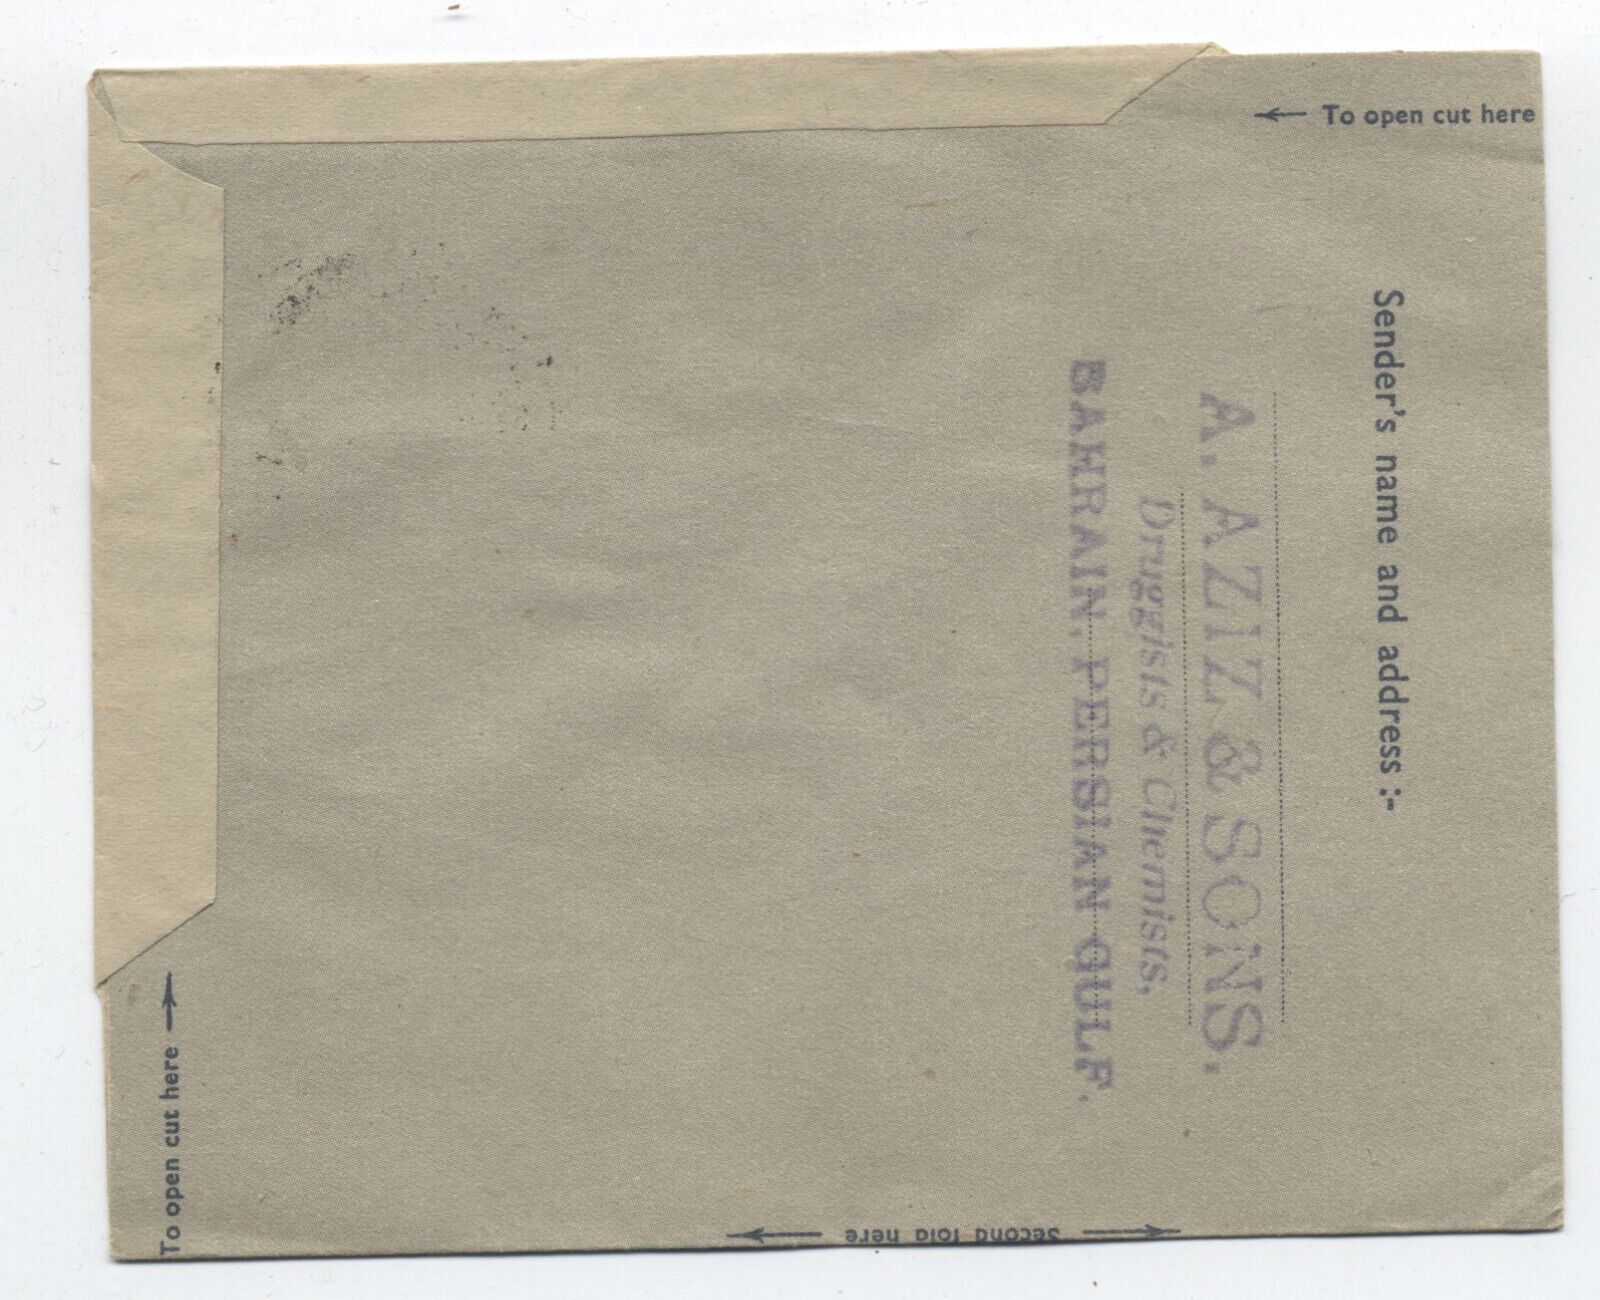 To open cut here
Sender's name and address :-
A. AZIZ & SONS.
Druggists & Chemists,
BAHRAIN. PERSIAN GULF.
To open cut here
Second fold here